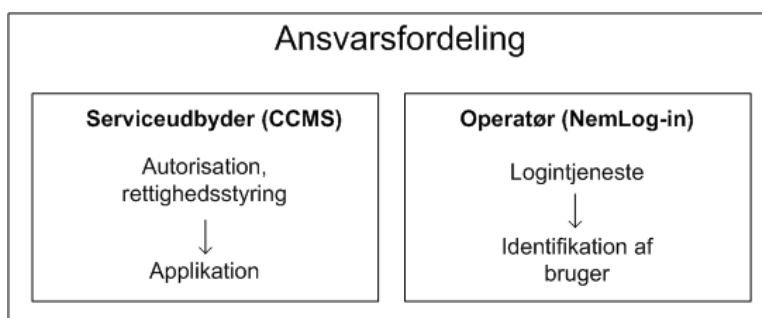 Ansvarsfordeling
Serviceudbyder (CCMS)
Autorisation,
rettighedsstyring
Applikation
Operatør (NemLog-in)
Logintjeneste
Identifikation af
bruger